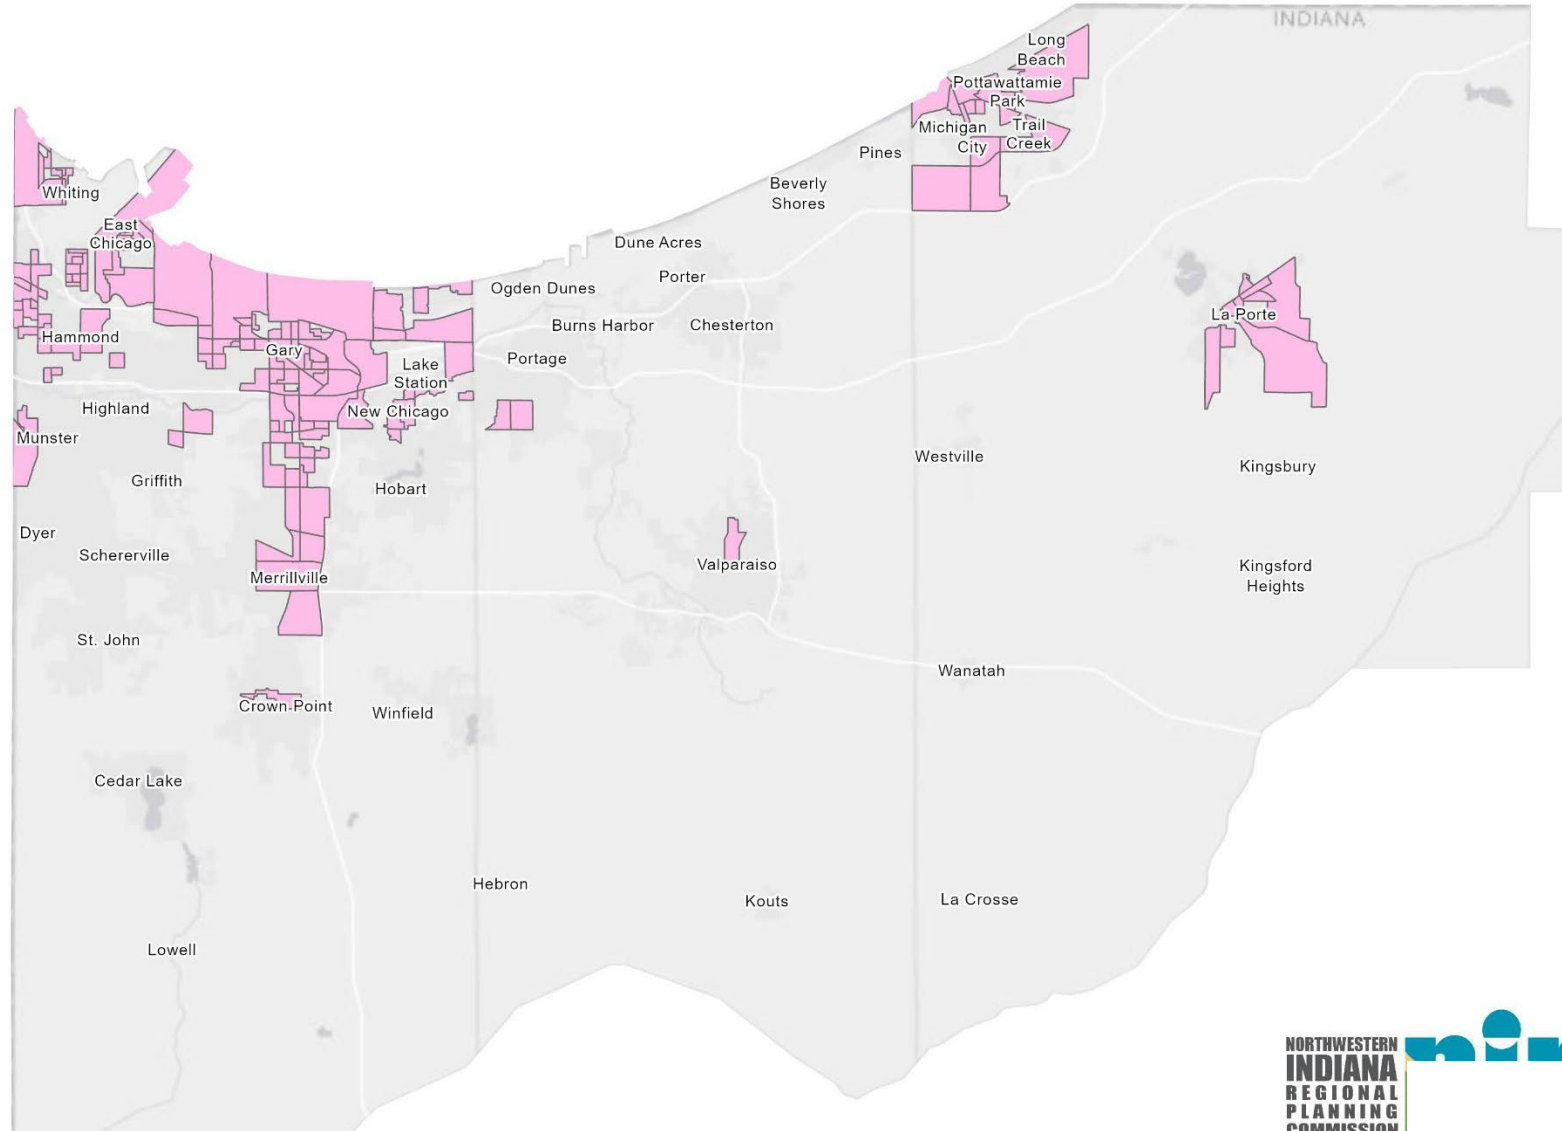 INDIANA
Long
Beach
Pottawattamie
Park
Michigan
City
Trail
Creek
Pines
Beverly
Shores
Whiting
East
Chicago
Dune Acres
Porter
Ogden Dunes
Burns Harbor
Chesterton
La Porte
Hammond
Gary
Lake
Station
Portage
Highland
New Chicago
Munster
Griffith
Hobart
Westville
Kingsbury
Dyer
Schererville
Merrillville
Valparaiso
Kingsford
Heights
St. John
Wanatah
Crown Point
Winfield
Cedar Lake
Hebron
Kouts
La Crosse
Lowell
NORTHWESTERN
INDIANA
REGIONAL
PLANNING
COMMISSION